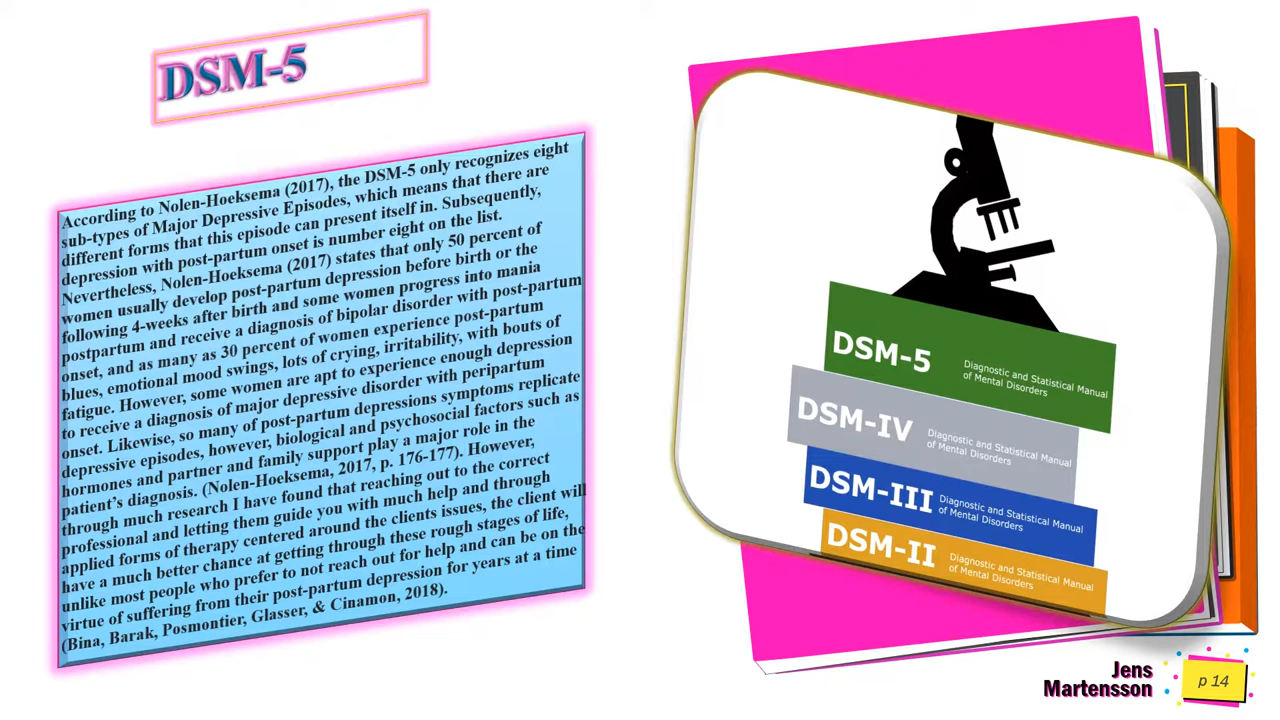 DSM-5
According to Nolen-Hoeksema (2017), the DSM-5 only recognizes eight
sub-types of Major Depressive Episodes, which means that there are
different forms that this episode can present itself in. Subsequently,
depression with post-partum onset is number eight on the list.
Nevertheless, Nolen-Hoeksema (2017) states that only 50 percent of
women usually develop post-partum depression before birth or the
following 4-weeks after birth and some women progress into mania
postpartum and receive a diagnosis of bipolar disorder with post-partum
onset, and as many as 30 percent of women experience post-partum
blues, emotional mood swings, lots of crying, irritability, with bouts of
fatigue. However, some women are apt to experience enough depression
to receive a diagnosis of major depressive disorder with peripartum
onset. Likewise, so many of post-partum depressions symptoms replicate
depressive episodes, however, biological and psychosocial factors such as
hormones and partner and family support play a major role in the
patient's diagnosis. (Nolen-Hoeksema, 2017, p. 176-177). However,
through much research I have found that reaching out to the correct
professional and letting them guide you with much help and through
applied forms of therapy centered around the clients issues, the client will
have a much better chance at getting through these rough stages of life,
unlike most people who prefer to not reach out for help and can be on the
virtue of suffering from their post-partum depression for years at a time
(Bina, Barak, Posmontier, Glasser, & Cinamon, 2018).
DSM-5
Diagnostic and Statistical Manual
of Mental Disorders
DSM-IV
Diagnostic and Statistical Manual
of Mental Disorders
DSM-III
Diagnostic and Statistical Manual
of Mental Disorders
DSM-II
Diagnostic and Statistical Manual
of Mental Disorders
Jens
Martensson
p 14